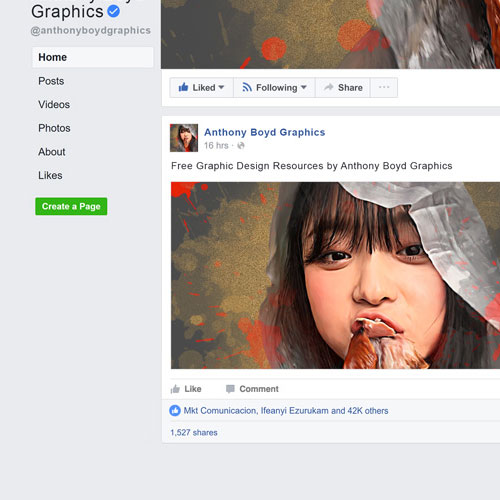 Graphics
@anthonyboydgraphics
Home
Posts
Videos
Photos
About
Likes
Create a Page
Liked
Following
Share
Anthony Boyd Graphics
16 hrs ·
Free Graphic Design Resources by Anthony Boyd Graphics
Like
Comment
Mkt Comunicacion, Ifeanyi Ezurukam and 42K others
1,527 shares